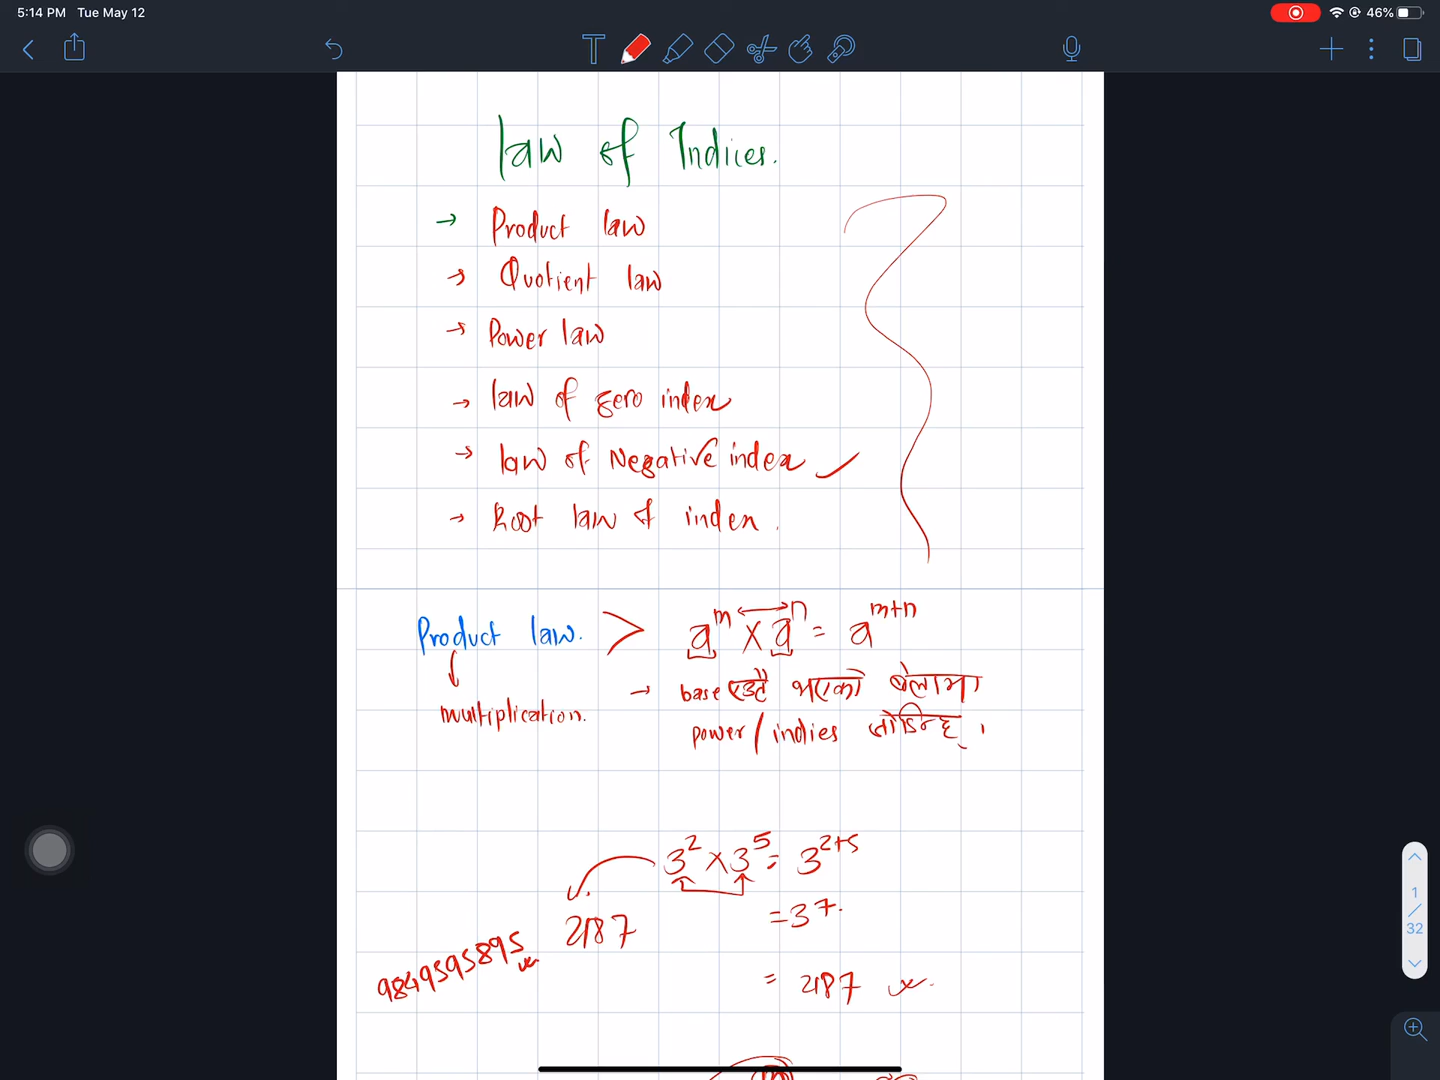 5:14 PM Tue May 12
46%
Law of Indices.
→ Product law
→ Quotient law
→ Power law
→ law of zero index
→ law of Negative index ✓
→ Root law of index.
Product law. > a^m × a^n = a^{m+n}
multiplication.
→ base एउटै भएको बेलामा
power / indies जोडिन्छ ।
3^2 × 3^5 = 3^{2+5}
2187 = 3^7.
9849595895
= 2187
1
/
32